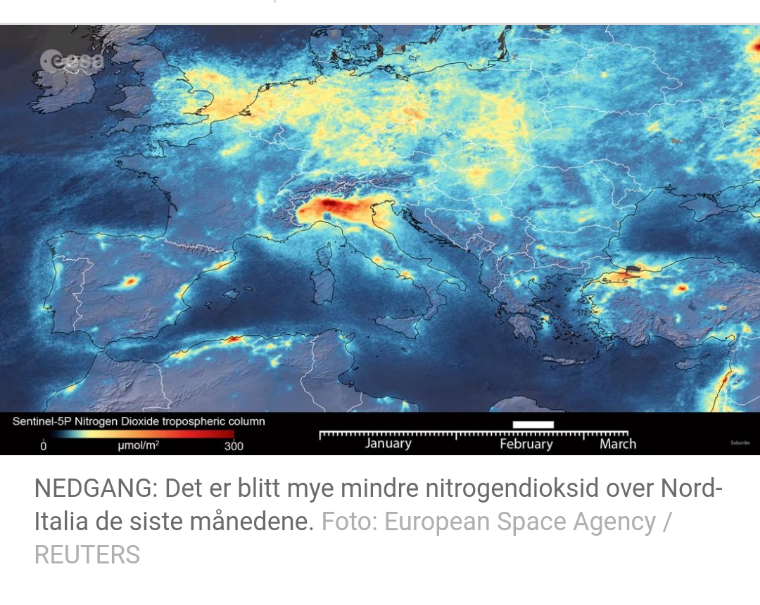 esa
Sentinel-5P Nitrogen Dioxide tropospheric column
0 µmol/m² 300
January February March
Subscribe
NEDGANG: Det er blitt mye mindre nitrogendioksid over Nord-
Italia de siste månedene. Foto: European Space Agency /
REUTERS